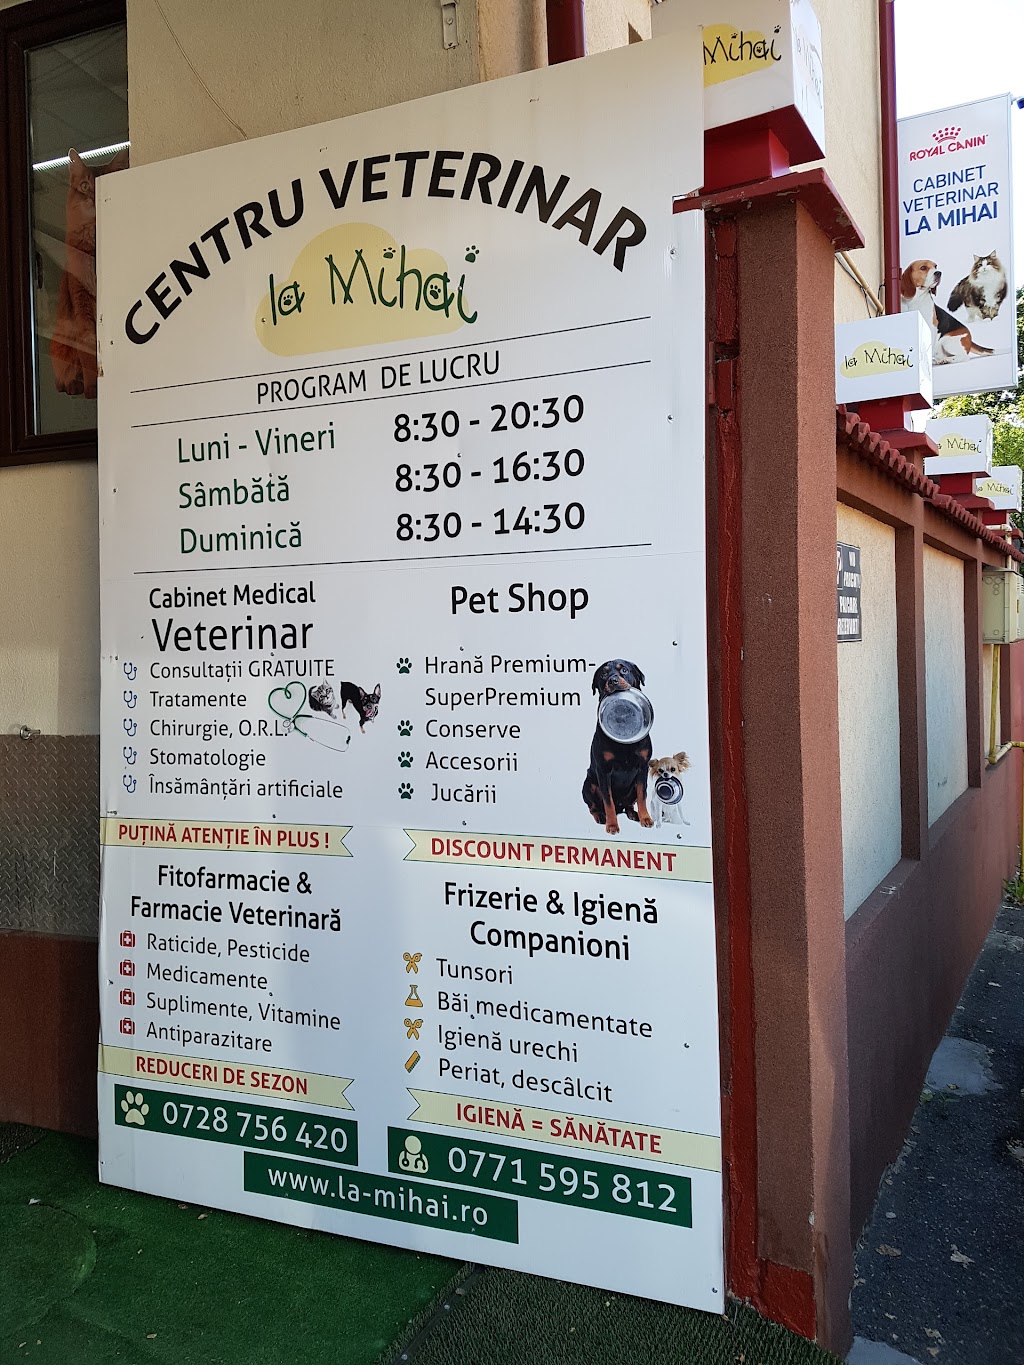 CENTRU VETERINAR
la Mihai
PROGRAM DE LUCRU
Luni - Vineri 8:30 - 20:30
Sâmbătă 8:30 - 16:30
Duminică 8:30 - 14:30
Cabinet Medical
Veterinar
Consultații GRATUITE
Tratamente
Chirurgie, O.R.L.
Stomatologie
Însămânțări artificiale
PUȚINĂ ATENȚIE ÎN PLUS !
Pet Shop
Hrană Premium-
SuperPremium
Conserve
Accesorii
Jucării
DISCOUNT PERMANENT
Fitofarmacie &
Farmacie Veterinară
Raticide, Pesticide
Medicamente
Suplimente, Vitamine
Antiparazitare
REDUCERI DE SEZON
Frizerie & Igienă
Companioni
Tunsori
Băi medicamentate
Igienă urechi
Periat, descâlcit
IGIENĂ = SĂNĂTATE
0728 756 420
0771 595 812
www.la-mihai.ro
Mihai
ROYAL CANIN
CABINET
VETERINAR
LA MIHAI
la Mihai
la Mihai
la Mihai